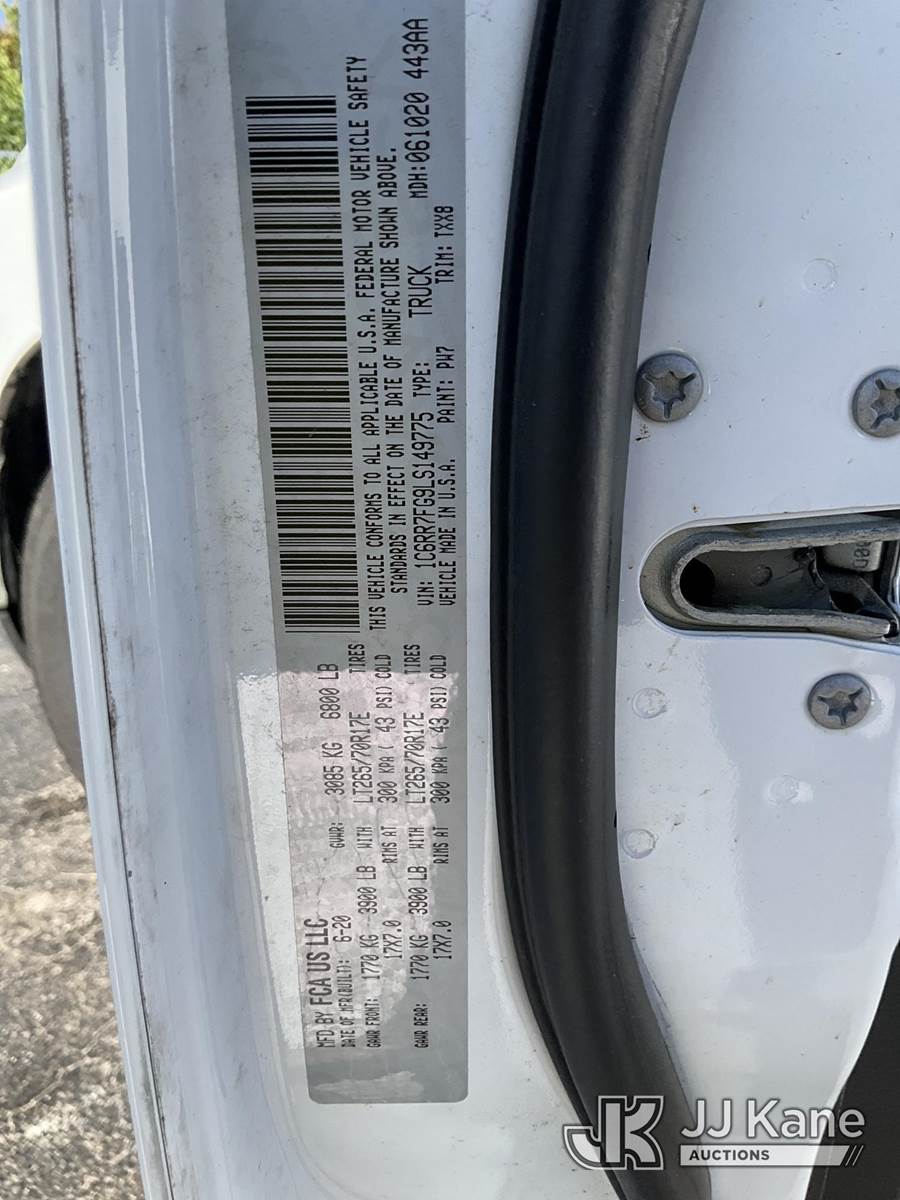 MFD BY FCA US LLC
DATE OF MFR(BUILT): 6-20 GVWR: 3085 KG 6800 LB
GAWR FRONT: 1770 KG 3900 LB WITH LT265/70R17E TIRES
17X7.0 RIMS AT 300 KPA ( 43 PSI) COLD
GAWR REAR: 1770 KG 3900 LB WITH LT265/70R17E TIRES
17X7.0 RIMS AT 300 KPA ( 43 PSI) COLD
THIS VEHICLE CONFORMS TO ALL APPLICABLE U.S.A. FEDERAL MOTOR VEHICLE SAFETY
STANDARDS IN EFFECT ON THE DATE OF MANUFACTURE SHOWN ABOVE.
VIN: 1C6RR7FG9LS149775 TYPE: TRUCK MDH:061020 443AA
VEHICLE MADE IN U.S.A. PAINT: PW7 TRIM: TXX8
JK JJ Kane
AUCTIONS